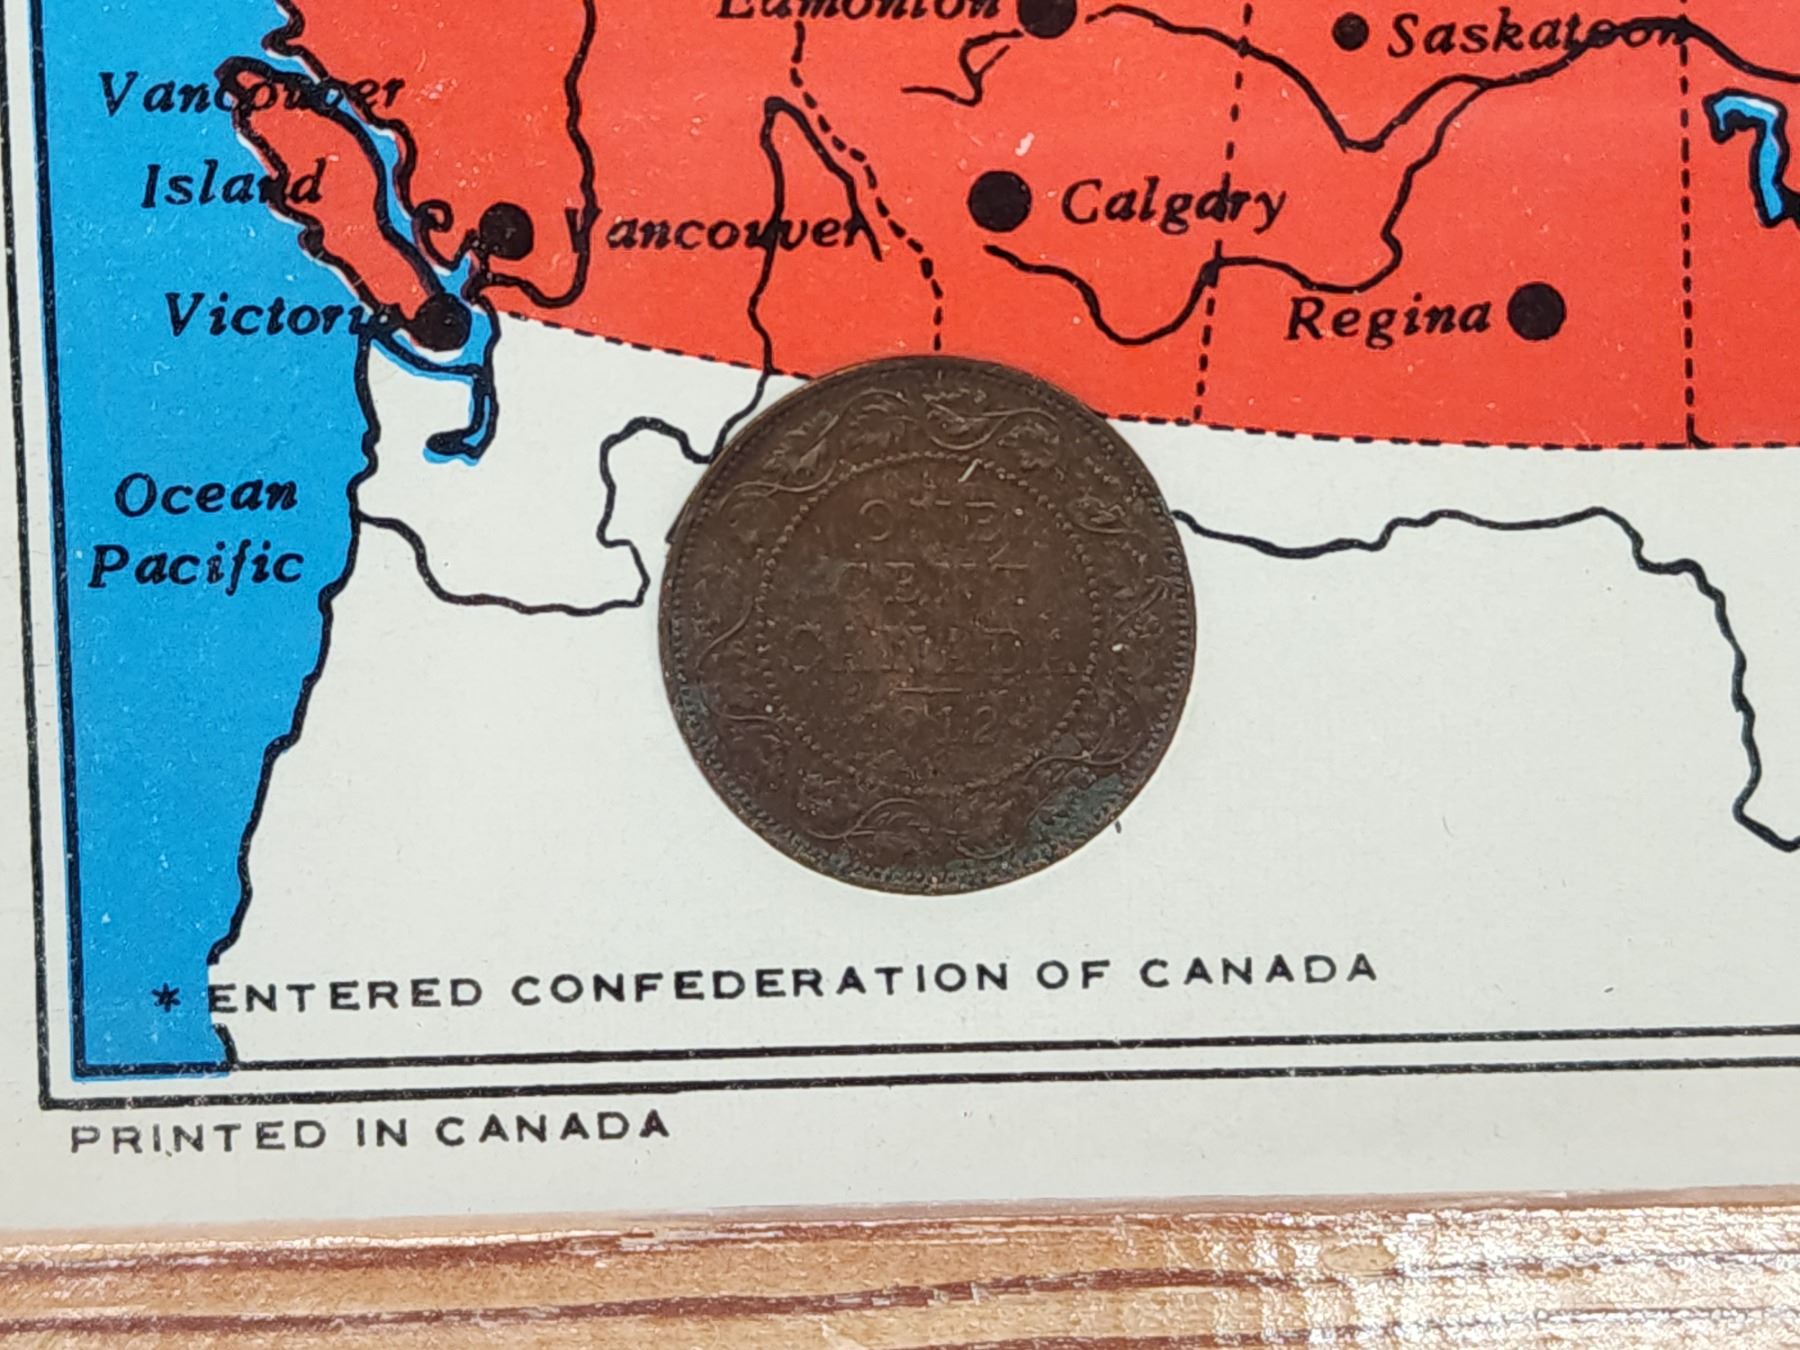 Edmonton
Saskatoon
Vancouver
Island
Calgary
Vancouver
Victoria
Regina
Ocean
Pacific
ONE
CENT
CANADA
1912
* ENTERED CONFEDERATION OF CANADA
PRINTED IN CANADA